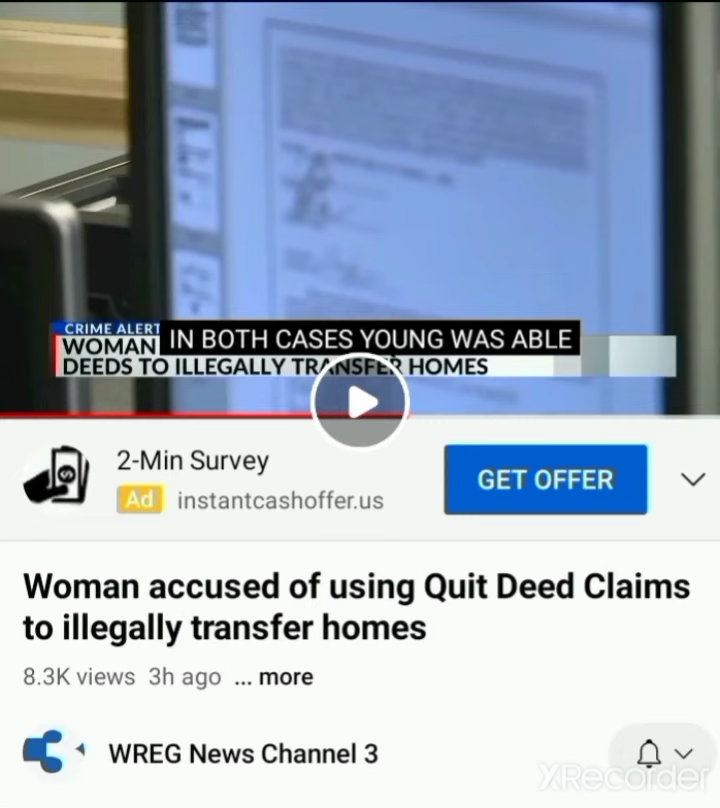 CRIME ALERT
WOMAN
IN BOTH CASES YOUNG WAS ABLE
DEEDS TO ILLEGALLY TRANSFER HOMES
2-Min Survey
Ad instantcashoffer.us
GET OFFER
Woman accused of using Quit Deed Claims
to illegally transfer homes
8.3K views 3h ago ... more
WREG News Channel 3
XRecorder